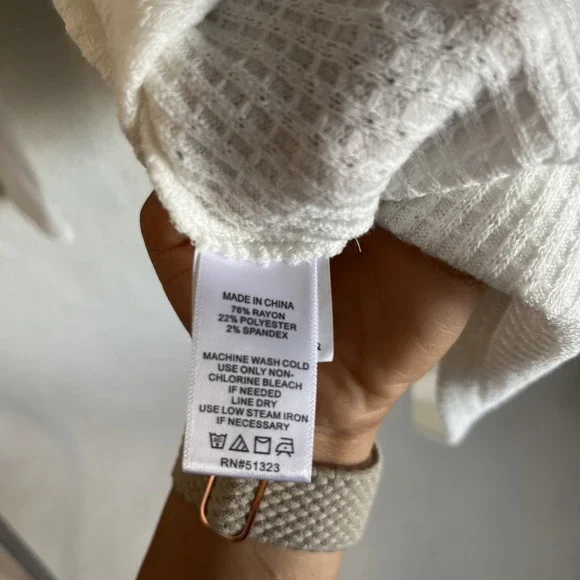 MADE IN CHINA
76% RAYON
22% POLYESTER
2% SPANDEX
MACHINE WASH COLD
USE ONLY NON-
CHLORINE BLEACH
IF NEEDED
LINE DRY
USE LOW STEAM IRON
IF NECESSARY
RN#51323